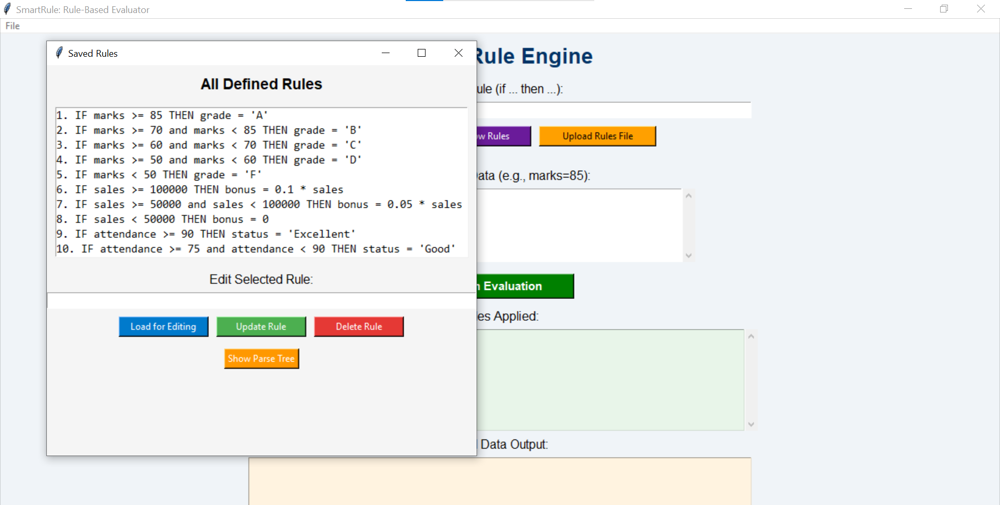 SmartRule: Rule-Based Evaluator
File
Saved Rules
All Defined Rules
1. IF marks >= 85 THEN grade = 'A'
2. IF marks >= 70 and marks < 85 THEN grade = 'B'
3. IF marks >= 60 and marks < 70 THEN grade = 'C'
4. IF marks >= 50 and marks < 60 THEN grade = 'D'
5. IF marks < 50 THEN grade = 'F'
6. IF sales >= 100000 THEN bonus = 0.1 * sales
7. IF sales >= 50000 and sales < 100000 THEN bonus = 0.05 * sales
8. IF sales < 50000 THEN bonus = 0
9. IF attendance >= 90 THEN status = 'Excellent'
10. IF attendance >= 75 and attendance < 90 THEN status = 'Good'
Edit Selected Rule:
Load for Editing
Update Rule
Delete Rule
Show Parse Tree
Rule Engine
(if ... then ...):
Rules
Upload Rules File
(e.g., marks=85):
Evaluation
Applied:
Data Output: